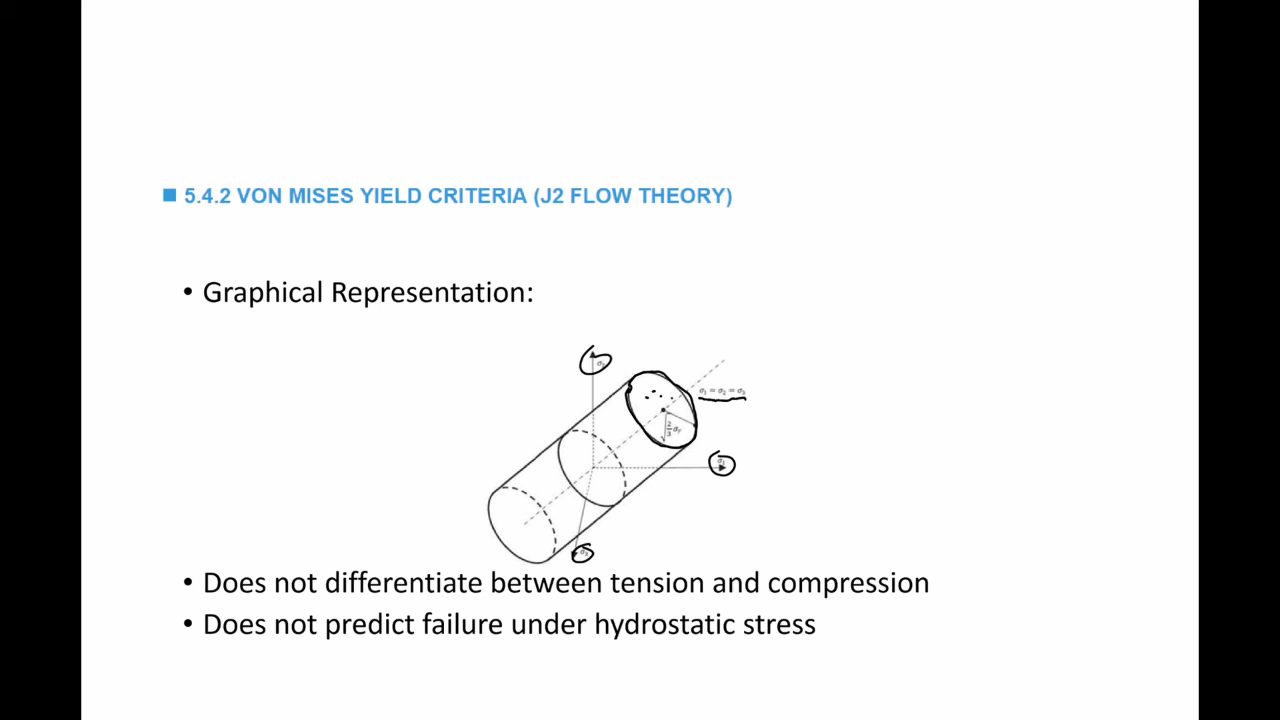 ■ 5.4.2 VON MISES YIELD CRITERIA (J2 FLOW THEORY)
• Graphical Representation:
σ₁ = σ₂ = σ₃
• Does not differentiate between tension and compression
• Does not predict failure under hydrostatic stress